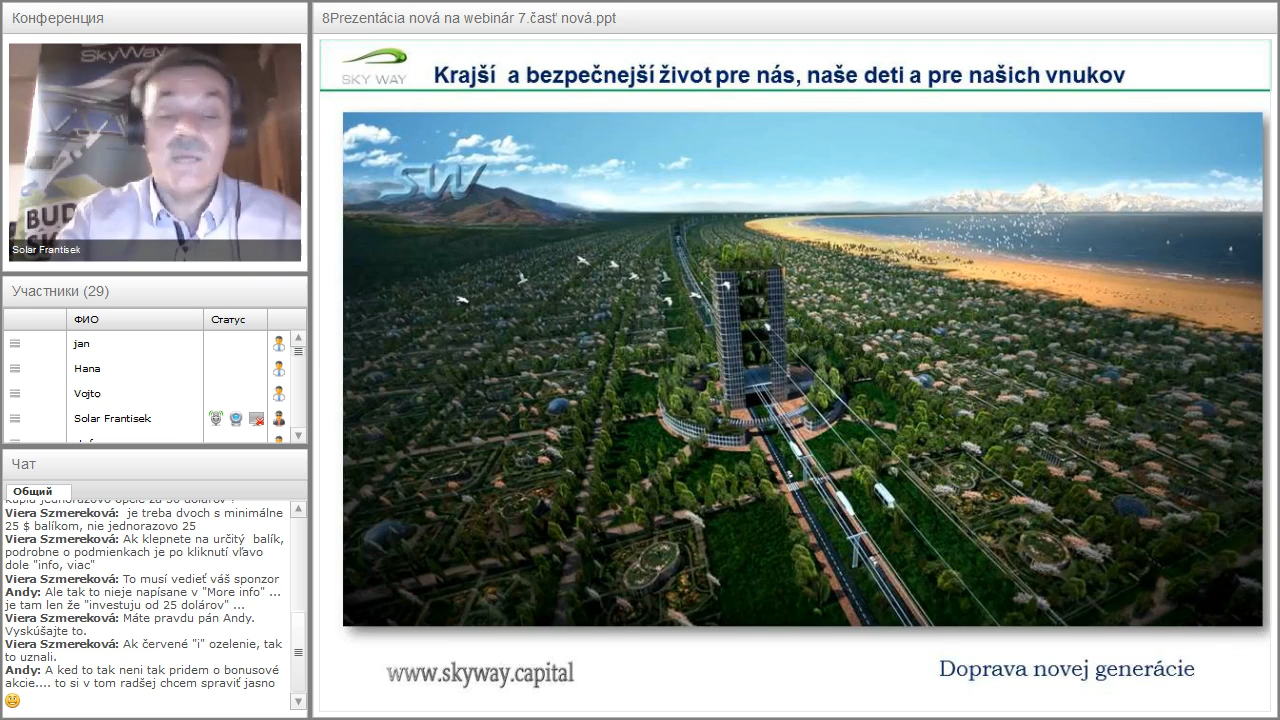 Конференция
SkyWay
BUD
SK
Solar Frantisek
Участники (29)
ФИО Статус
jan
Hana
Vojto
Solar Frantisek
Чат
Общий
Viera Szmereková: je treba dvoch s minimálne
25 $ balíkom, nie jednorazovo 25
Viera Szmereková: Ak klepnete na určitý balík,
podrobne o podmienkach je po kliknutí vľavo
dole "info, viac"
Viera Szmereková: To musí vedieť váš sponzor
Andy: Ale tak to nieje napísane v "More info" ...
je tam len že "investuju od 25 dolárov" ...
Viera Szmereková: Máte pravdu pán Andy.
Vyskúšajte to.
Viera Szmereková: Ak červené "i" ozelenie, tak
to uznali.
Andy: A ked to tak neni tak pridem o bonusové
akcie.... to si v tom radšej chcem spraviť jasno
8Prezentácia nová na webinár 7.časť nová.ppt
SKY WAY
Krajší a bezpečnejší život pre nás, naše deti a pre našich vnukov
SW
www.skyway.capital
Doprava novej generácie